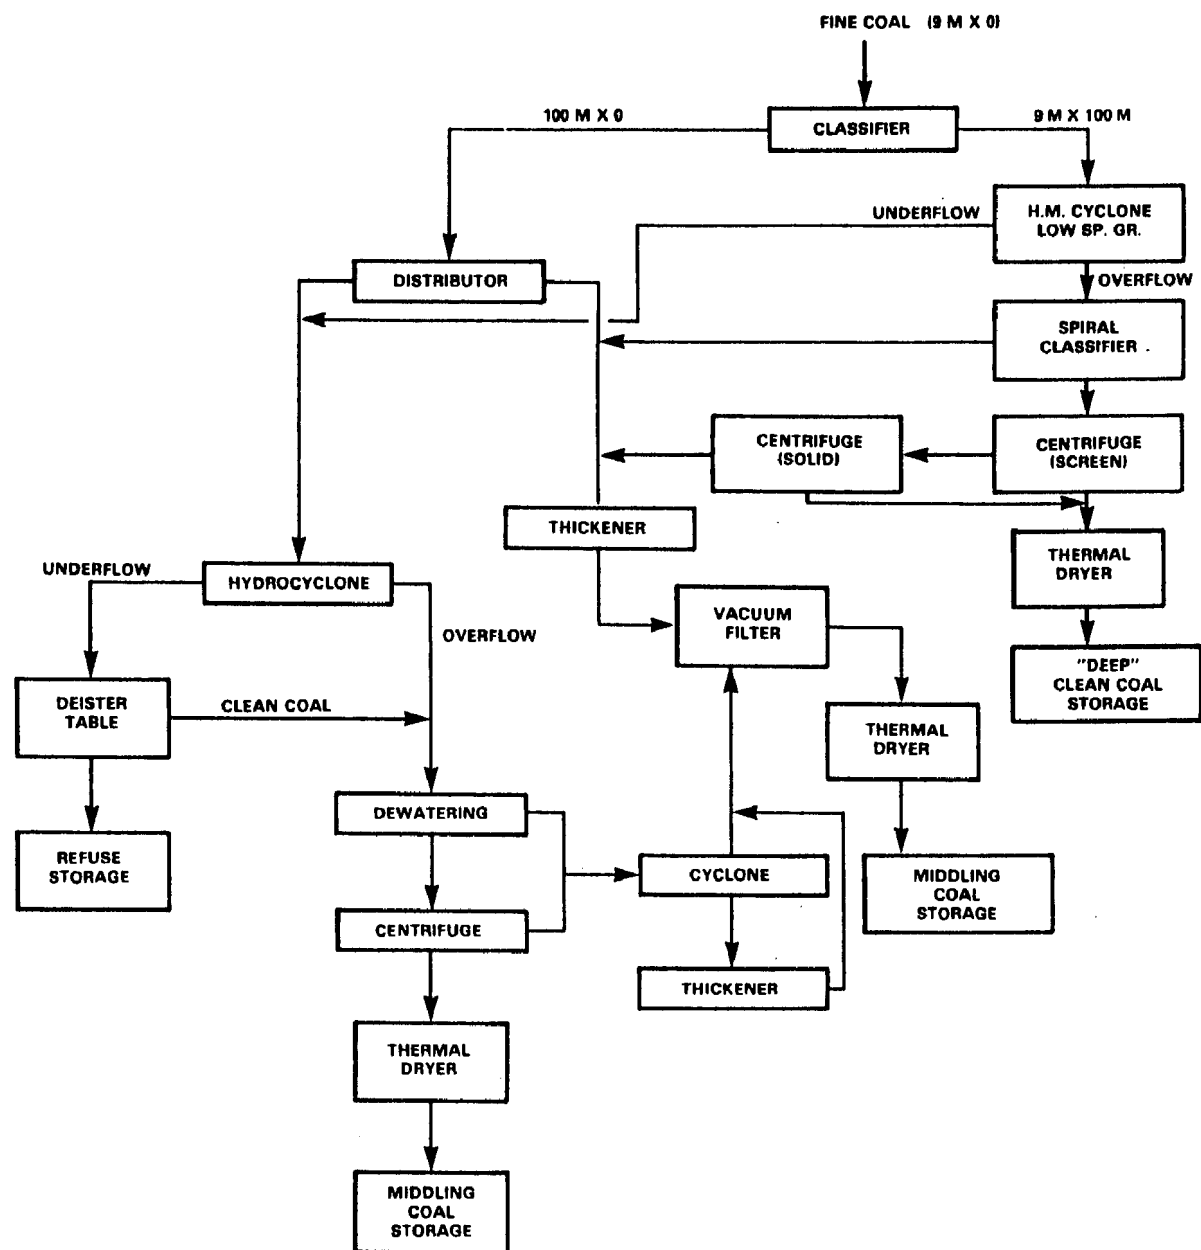 FINE COAL (9 M X 0)
100 M X 0
9 M X 100 M
CLASSIFIER
UNDERFLOW
H.M. CYCLONE
LOW SP. GR.
OVERFLOW
DISTRIBUTOR
SPIRAL
CLASSIFIER
CENTRIFUGE
(SOLID)
CENTRIFUGE
(SCREEN)
THICKENER
THERMAL
DRYER
UNDERFLOW
HYDROCYCLONE
OVERFLOW
VACUUM
FILTER
"DEEP"
CLEAN COAL
STORAGE
DEISTER
TABLE
CLEAN COAL
THERMAL
DRYER
DEWATERING
REFUSE
STORAGE
CYCLONE
MIDDLING
COAL
STORAGE
CENTRIFUGE
THICKENER
THERMAL
DRYER
MIDDLING
COAL
STORAGE